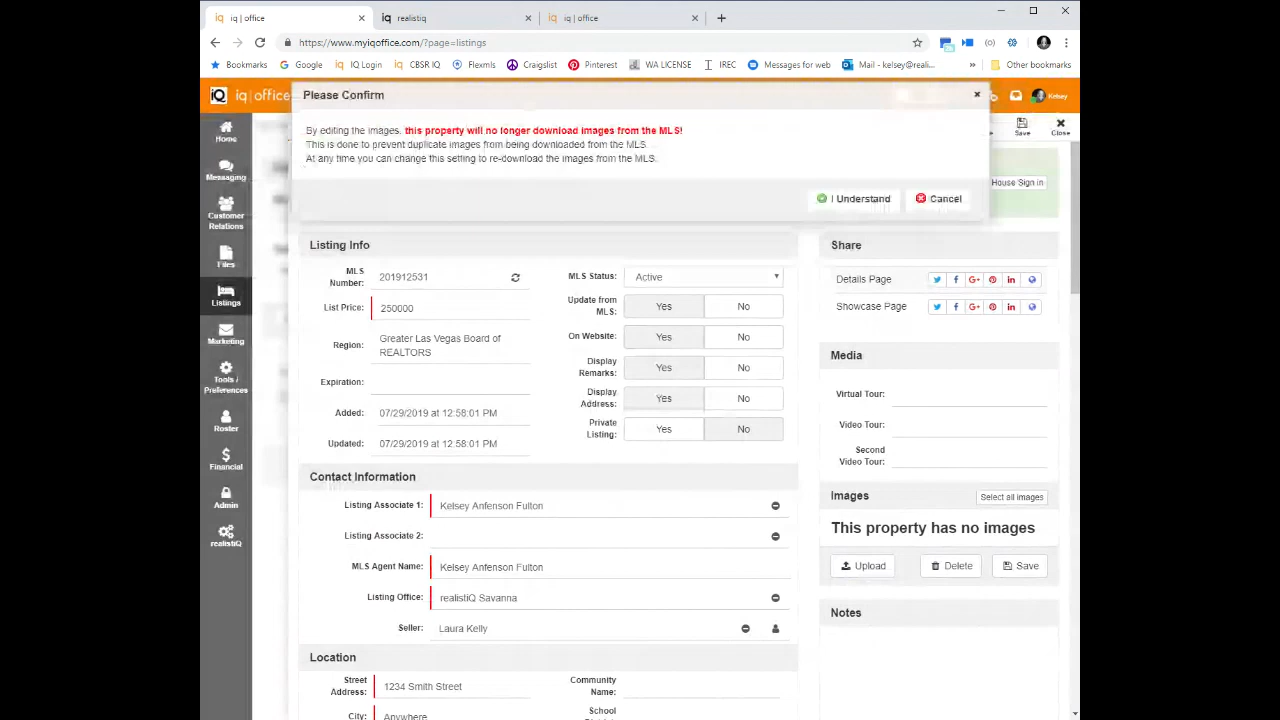 iq iq | office
iq realistiq
iq iq | office
https://www.myiqoffice.com/?page=listings
Bookmarks
Google
IQ Login
CBSR IQ
Flexmls
Craigslist
Pinterest
WA LICENSE
IREC
Messages for web
Mail - kelsey@reali...
»
Other bookmarks
iQ iq | office
Please Confirm
Kelsey
By editing the images, this property will no longer download images from the MLS!
This is done to prevent duplicate images from being downloaded from the MLS
At any time you can change this setting to re-download the images from the MLS.
I Understand
Cancel
Save
Close
House Sign in
Home
Messaging
Customer
Relations
Files
Listings
Marketing
Tools /
Preferences
Roster
Financial
Admin
realistiQ
Listing Info
MLS
Number:
201912531
List Price:
250000
Region:
Greater Las Vegas Board of
REALTORS
Expiration:
Added:
07/29/2019 at 12:58:01 PM
Updated:
07/29/2019 at 12:58:01 PM
MLS Status:
Active
Update from
MLS:
Yes
No
On Website:
Yes
No
Display
Remarks:
Yes
No
Display
Address:
Yes
No
Private
Listing:
Yes
No
Contact Information
Listing Associate 1:
Kelsey Anfenson Fulton
Listing Associate 2:
MLS Agent Name:
Kelsey Anfenson Fulton
Listing Office:
realistiQ Savanna
Seller:
Laura Kelly
Location
Street
Address:
1234 Smith Street
Community
Name:
City:
Anywhere
School
Share
Details Page
Showcase Page
Media
Virtual Tour:
Video Tour:
Second
Video Tour:
Images
Select all images
This property has no images
Upload
Delete
Save
Notes